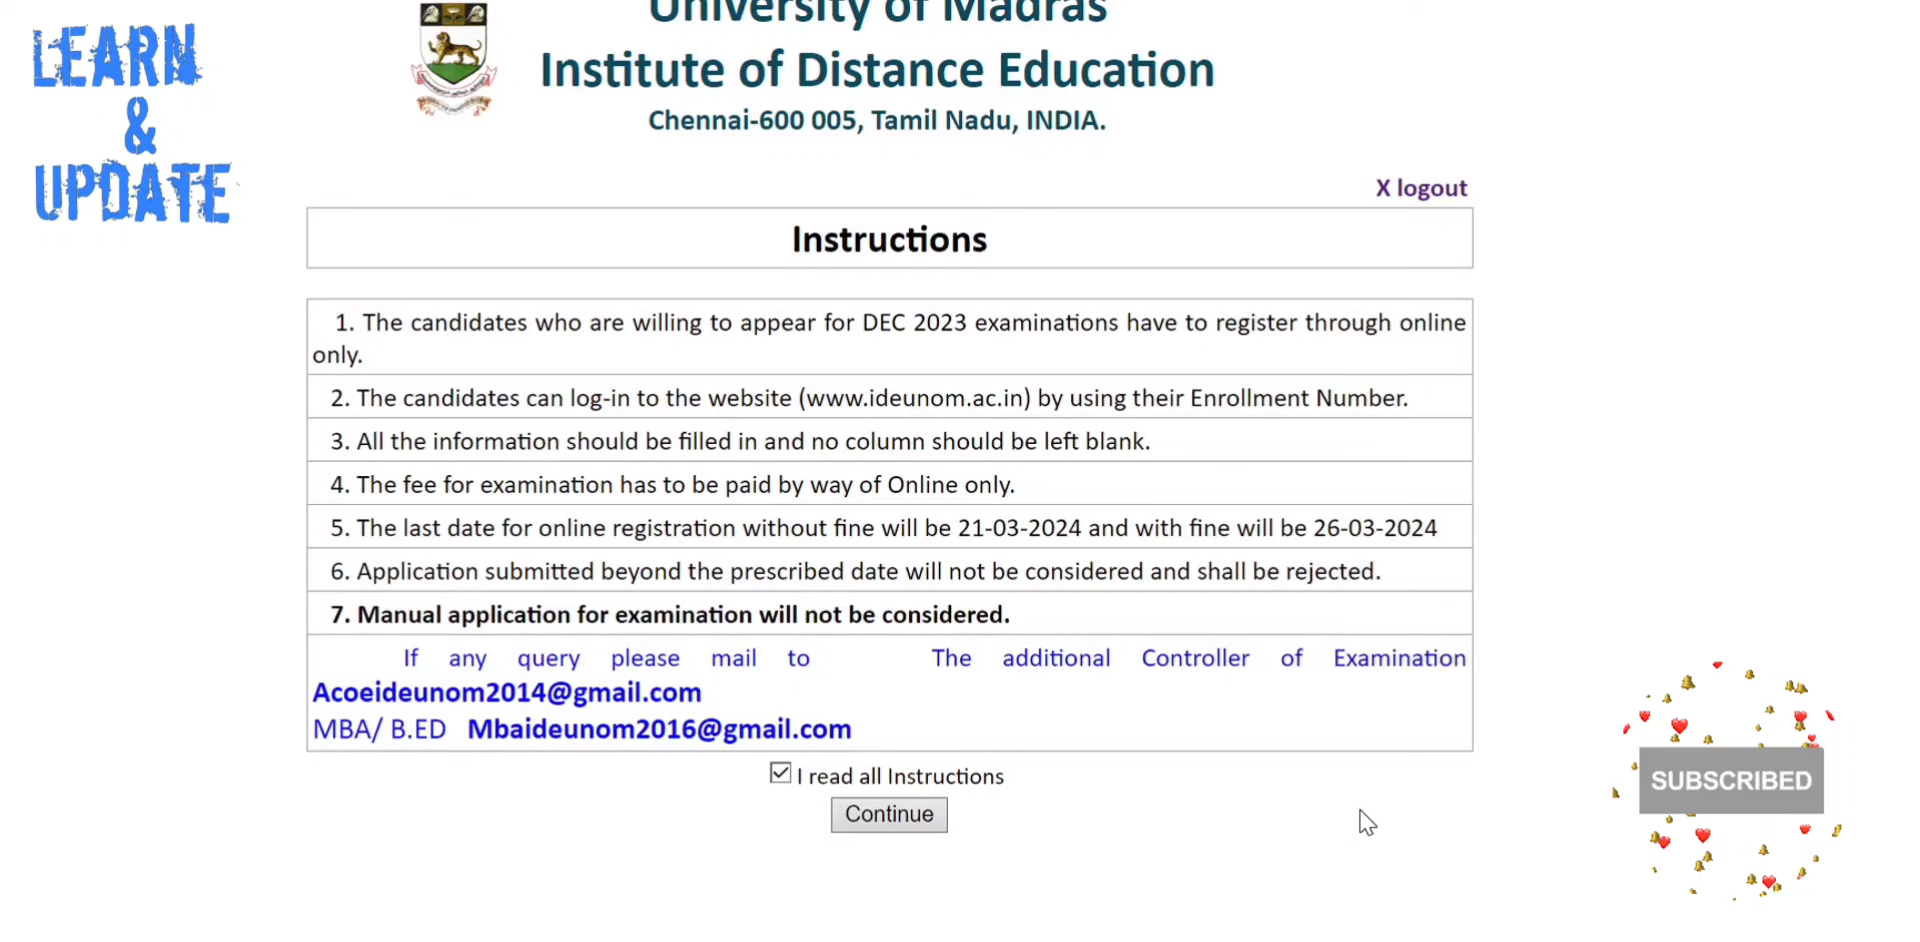 LEARN
&
UPDATE
University of Madras
Institute of Distance Education
Chennai-600 005, Tamil Nadu, INDIA.
X logout
Instructions
1. The candidates who are willing to appear for DEC 2023 examinations have to register through online
only.
2. The candidates can log-in to the website (www.ideunom.ac.in) by using their Enrollment Number.
3. All the information should be filled in and no column should be left blank.
4. The fee for examination has to be paid by way of Online only.
5. The last date for online registration without fine will be 21-03-2024 and with fine will be 26-03-2024
6. Application submitted beyond the prescribed date will not be considered and shall be rejected.
7. Manual application for examination will not be considered.
If any query please mail to The additional Controller of Examination
Acoeideunom2014@gmail.com
MBA/ B.ED Mbaideunom2016@gmail.com
I read all Instructions
Continue
SUBSCRIBED